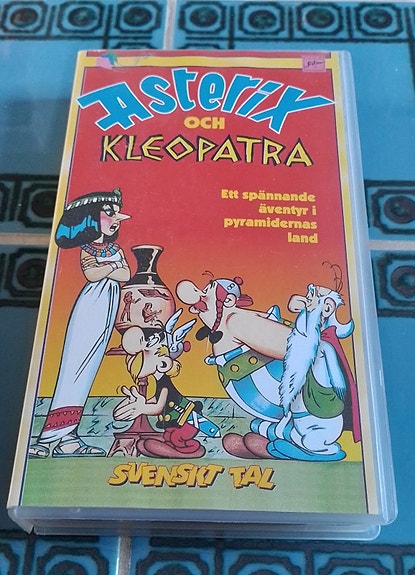 Asterix
OCH
KLEOPATRA
Ett spännande
äventyr i
pyramidernas
land
SVENSKT TAL